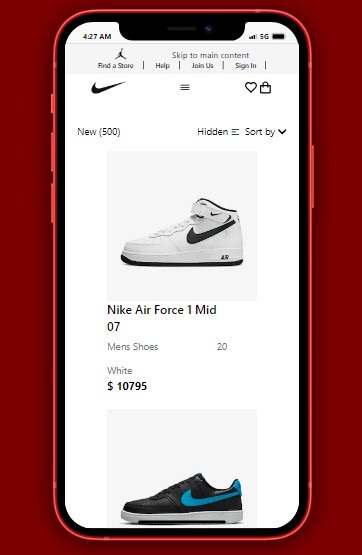 4:27 AM
5G
Skip to main content
Find a Store | Help | Join Us | Sign In |
New (500)
Hidden Sort by
AIR
Nike Air Force 1 Mid
07
Mens Shoes 20
White
$ 10795